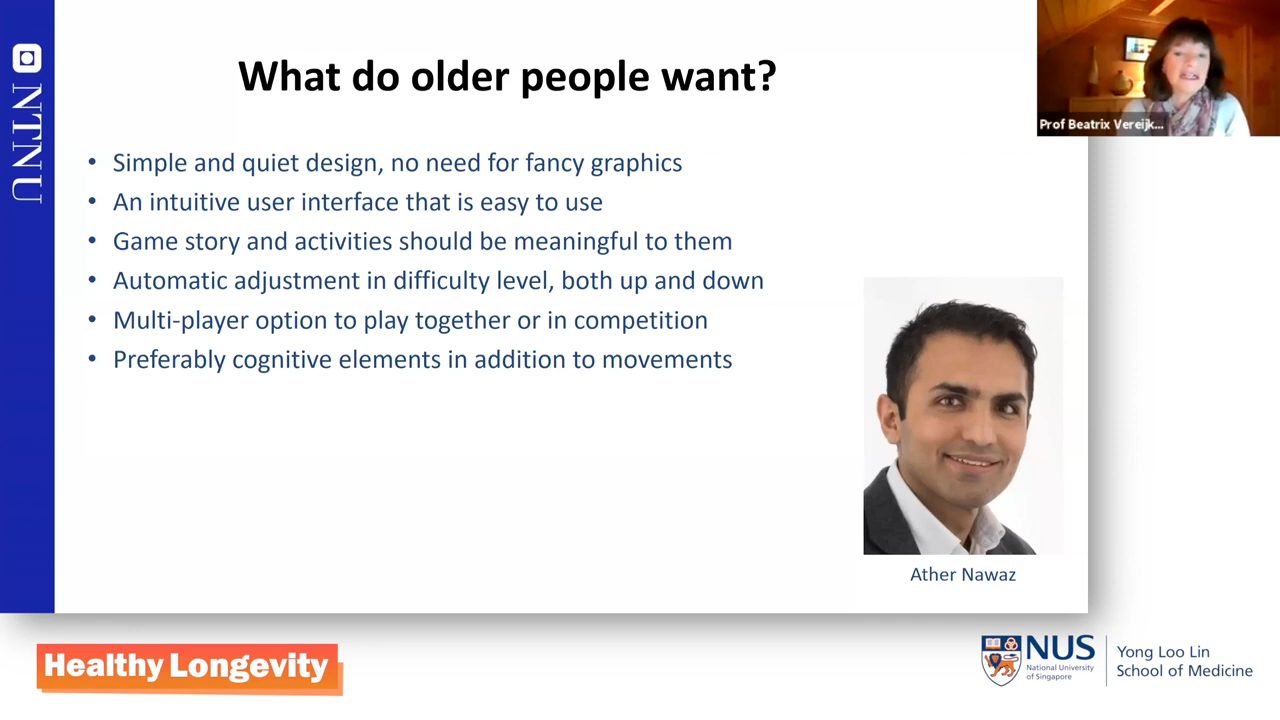 NTNU
What do older people want?
Prof Beatrix Vereijk...
• Simple and quiet design, no need for fancy graphics
• An intuitive user interface that is easy to use
• Game story and activities should be meaningful to them
• Automatic adjustment in difficulty level, both up and down
• Multi-player option to play together or in competition
• Preferably cognitive elements in addition to movements
Ather Nawaz
Healthy Longevity
NUS
National University
of Singapore
Yong Loo Lin
School of Medicine